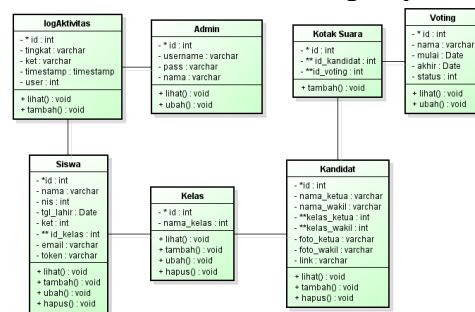 logAktivitas
- * id : int
- tingkat : varchar
- ket : varchar
- timestamp : timestamp
- user : int
+ lihat() : void
+ tambah() : void
Admin
- * id : int
- username : varchar
- pass : varchar
- nama : varchar
+ lihat() : void
+ ubah() : void
Kotak Suara
- * id : int
- ** id_kandidat : int
- **id_voting : int
+ tambah() : void
Voting
- * id : int
- nama : varchar
- mulai : Date
- akhir : Date
- status : int
+ lihat() : void
+ ubah() : void
Siswa
- *id : int
- nama : varchar
- nis : int
- tgl_lahir : Date
- ket : int
- ** id_kelas : int
- email : varchar
- token : varchar
+ lihat() : void
+ tambah() : void
+ ubah() : void
+ hapus() : void
Kelas
- * id : int
- nama_kelas : int
+ lihat() : void
+ tambah() : void
+ ubah() : void
+ hapus() : void
Kandidat
- *id : int
- nama_ketua : varchar
- nama_wakil : varchar
- **kelas_ketua : int
- **kelas_wakil : int
- foto_ketua : varchar
- foto_wakil : varchar
- link : varchar
+ lihat() : void
+ tambah() : void
+ hapus() : void